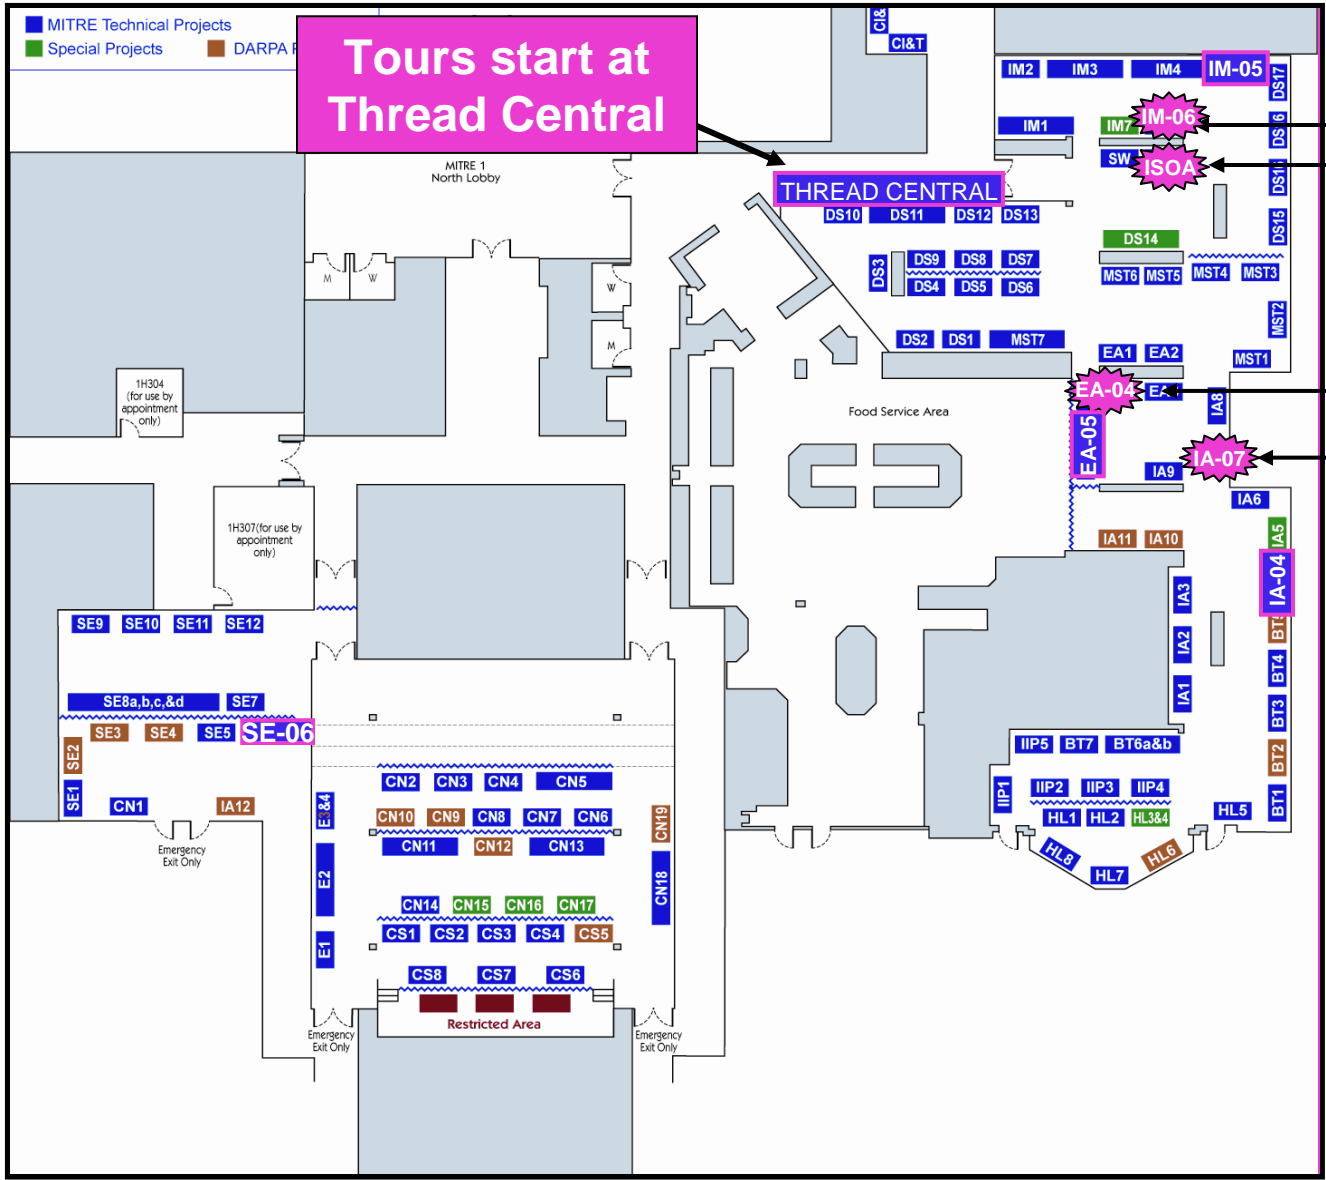 MITRE Technical Projects
Special Projects
DARPA
Tours start at
Thread Central
CI&T
IM2
IM3
IM4
IM-05
DS17
IM1
IM7
IM-06
SW
ISOA
DS15
MITRE 1
North Lobby
THREAD CENTRAL
DS10
DS11
DS12
DS13
DS14
DS3
DS9
DS8
DS7
DS4
DS5
DS6
MST6
MST5
MST4
MST3
MST2
MST1
M
W
W
M
DS2
DS1
MST7
EA1
EA2
1H304
(for use by
appointment
only)
Food Service Area
EA-04
IA8
EA-05
IA-07
IA9
IA6
1H307(for use by
appointment
only)
IA11
IA10
IA5
IA-04
IA3
IA2
IA1
BT4
BT3
BT2
BT1
SE9
SE10
SE11
SE12
SE8a,b,c,&d
SE7
SE3
SE4
SE5
SE-06
SE2
SE1
CN1
IA12
Emergency
Exit Only
IIP5
BT7
BT6a&b
IIP1
IIP2
IIP3
IIP4
HL1
HL2
HL3&4
HL5
HL8
HL7
HL6
CN2
CN3
CN4
CN5
E3&4
CN10
CN9
CN8
CN7
CN6
CN19
CN11
CN12
CN13
E2
CN18
CN14
CN15
CN16
CN17
CS1
CS2
CS3
CS4
CS5
E1
CS8
CS7
CS6
Restricted Area
Emergency
Exit Only
Emergency
Exit Only